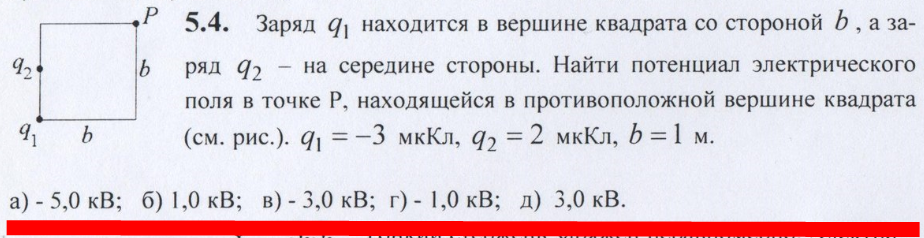 P
q₂
b
q₁
b
5.4. Заряд q₁ находится в вершине квадрата со стороной b , а за-
ряд q₂ – на середине стороны. Найти потенциал электрического
поля в точке P, находящейся в противоположной вершине квадрата
(см. рис.). q₁ = −3 мкКл, q₂ = 2 мкКл, b = 1 м.
а) - 5,0 кВ; б) 1,0 кВ; в) - 3,0 кВ; г) - 1,0 кВ; д) 3,0 кВ.